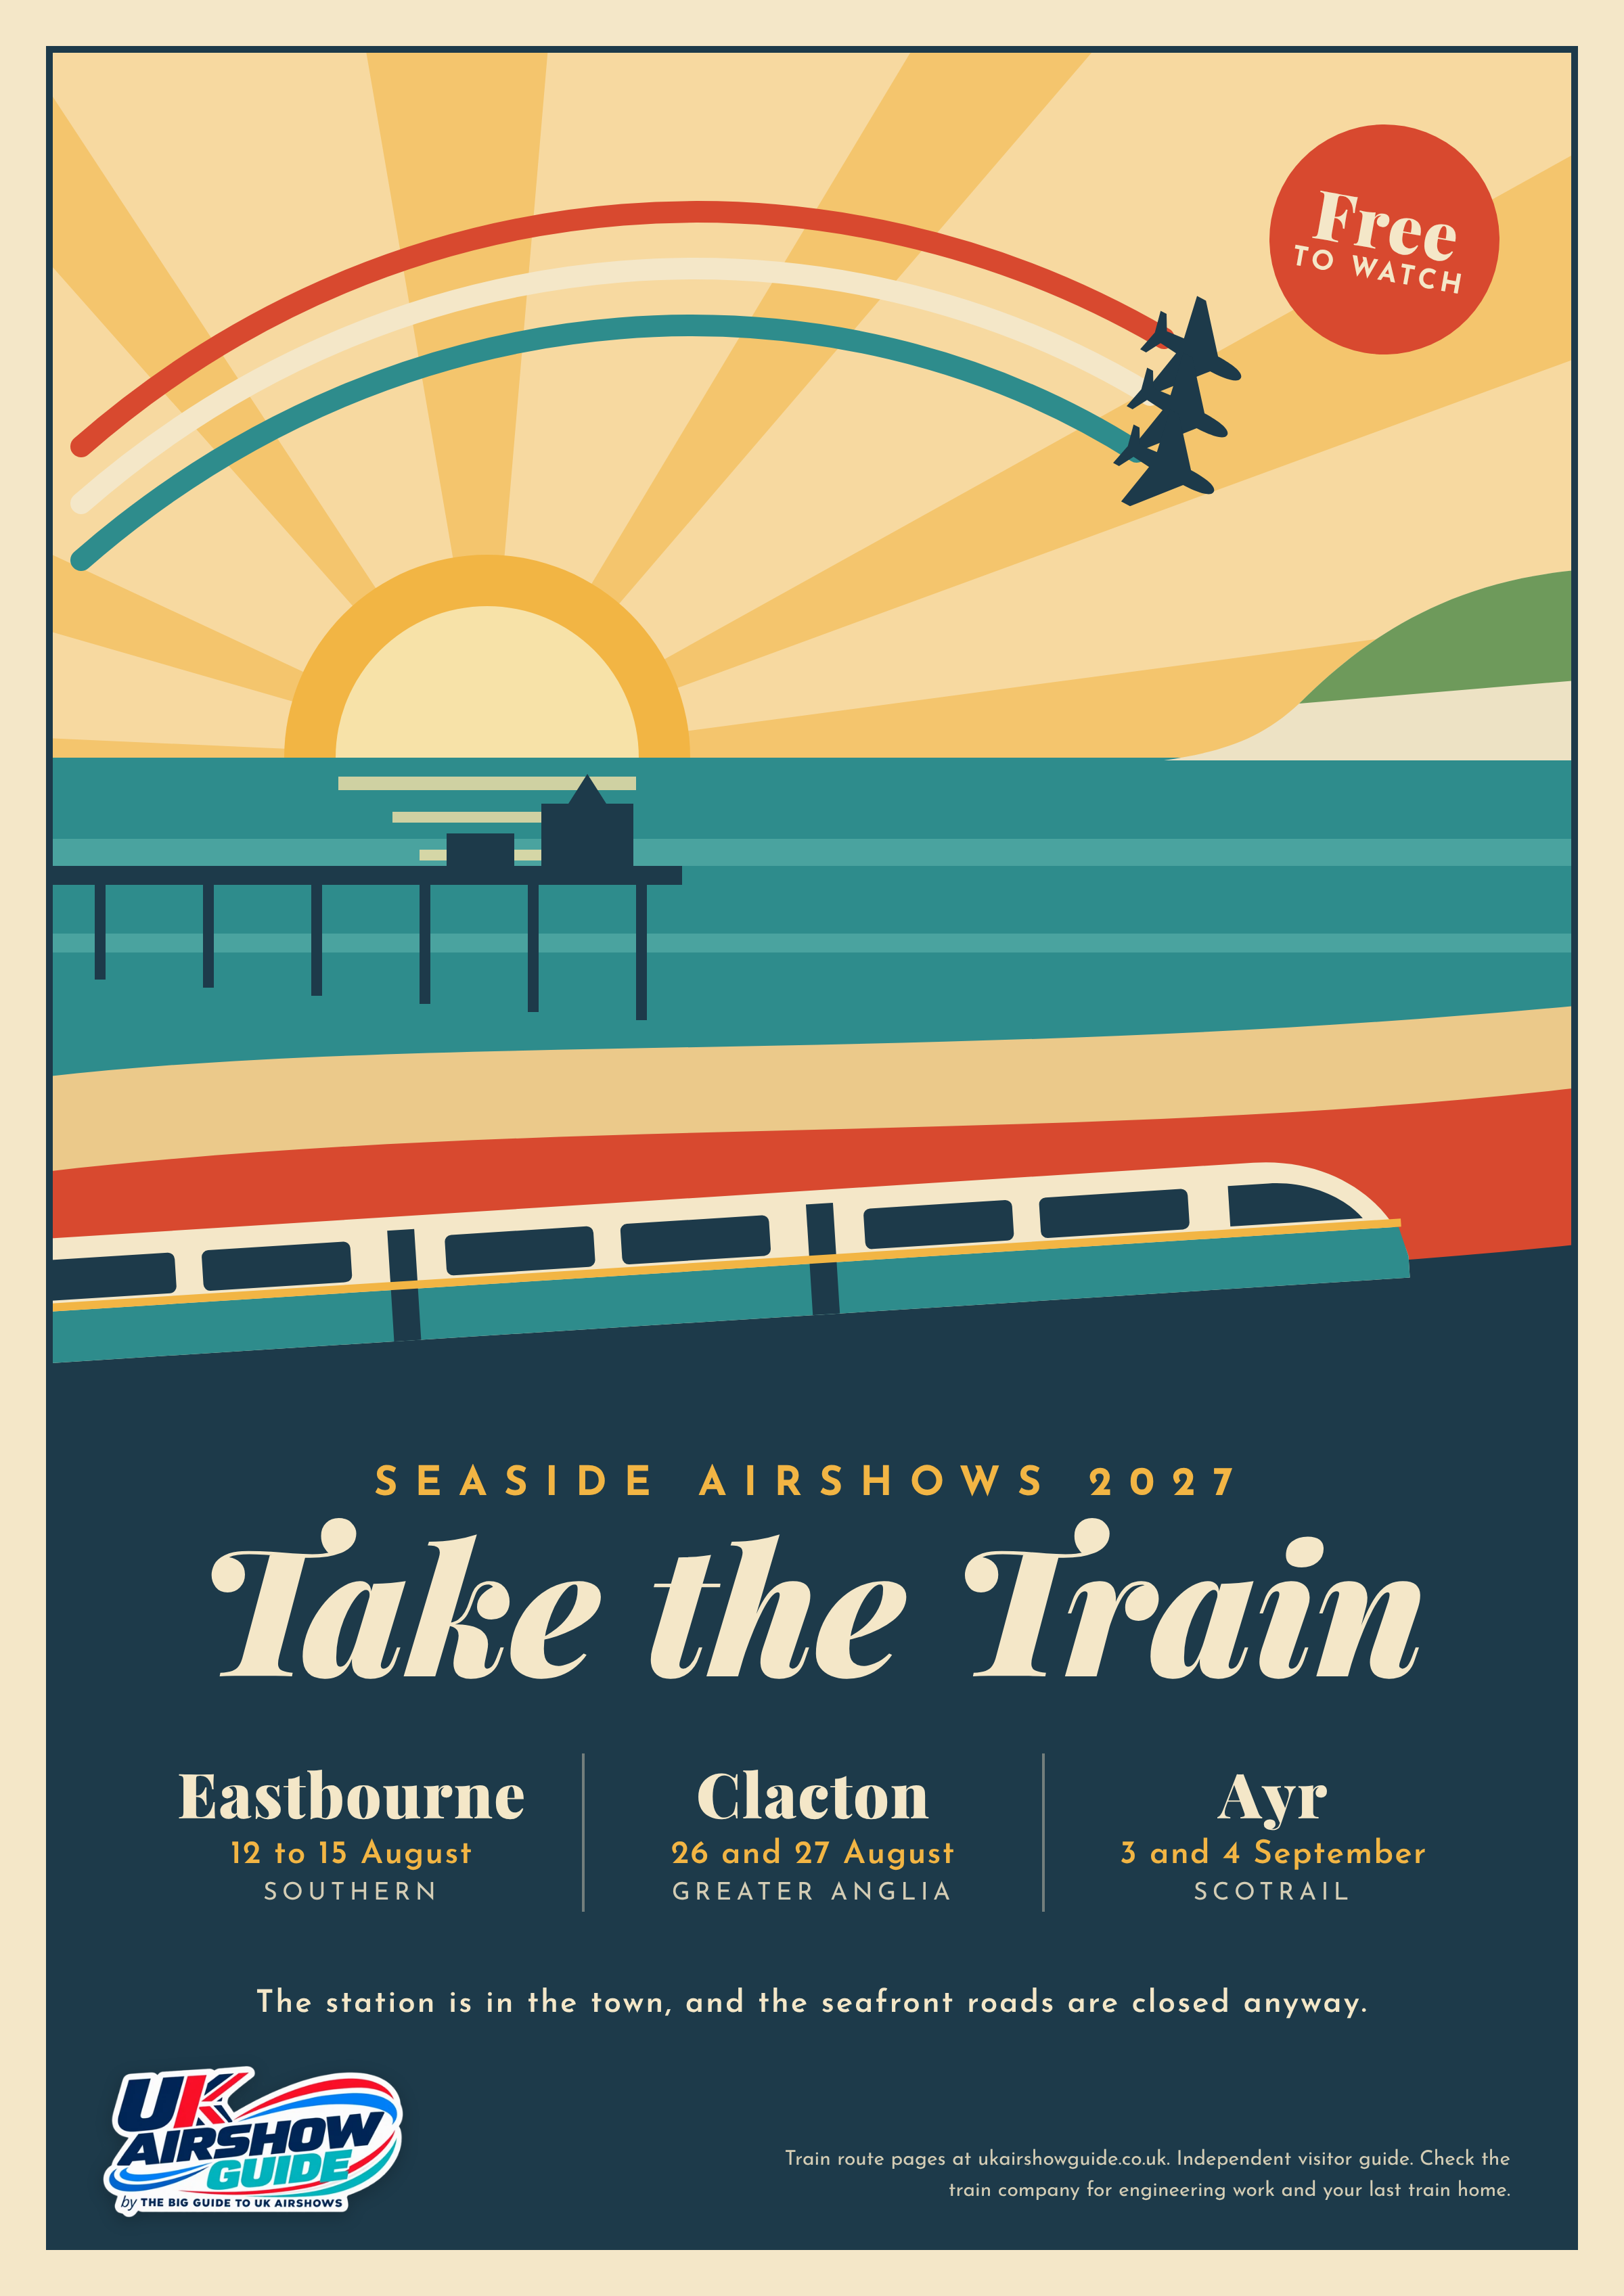 Free
TO WATCH
SEASIDE AIRSHOWS 2027
Take the Train
Eastbourne
12 to 15 August
SOUTHERN
Clacton
26 and 27 August
GREATER ANGLIA
Ayr
3 and 4 September
SCOTRAIL
The station is in the town, and the seafront roads are closed anyway.
UK
AIRSHOW
GUIDE
by THE BIG GUIDE TO UK AIRSHOWS
Train route pages at ukairshowguide.co.uk. Independent visitor guide. Check the
train company for engineering work and your last train home.